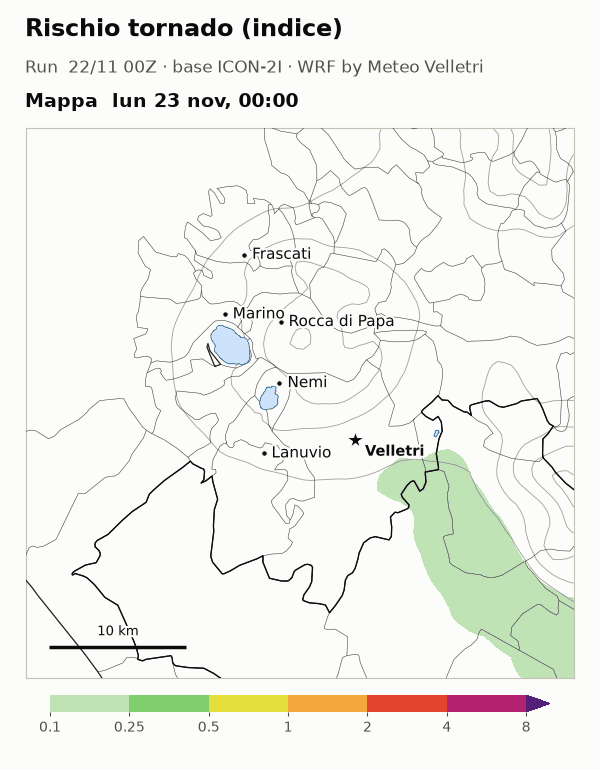 Rischio tornado (indice)
Run 22/11 00Z · base ICON-2I · WRF by Meteo Velletri
Mappa lun 23 nov, 00:00
Frascati
Marino
Rocca di Papa
Nemi
Velletri
Lanuvio
10 km
0.1 0.25 0.5 1 2 4 8